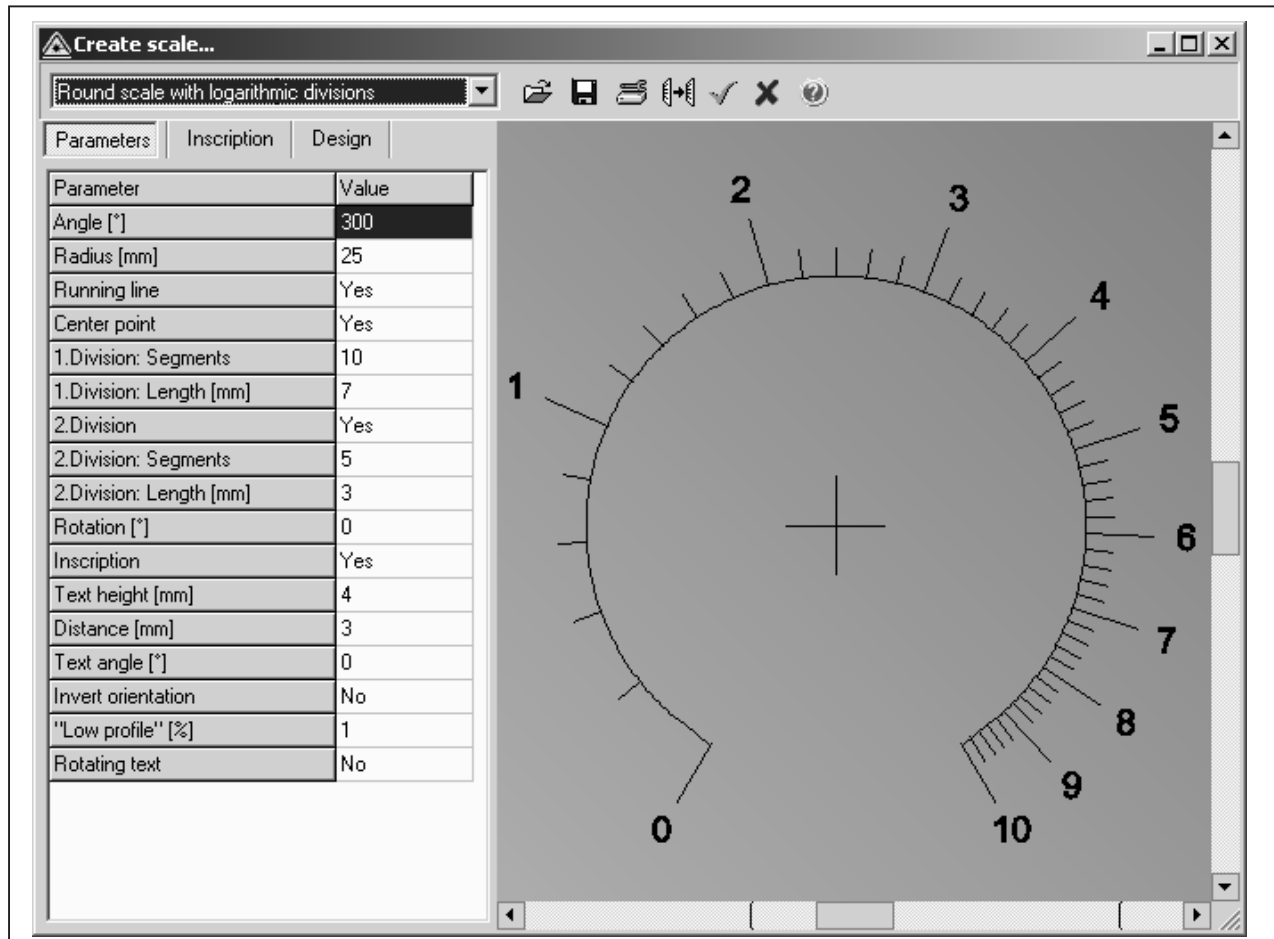 Create scale...
Round scale with logarithmic divisions
Parameters Inscription Design
Parameter Value
Angle [°] 300
Radius [mm] 25
Running line Yes
Center point Yes
1.Division: Segments 10
1.Division: Length [mm] 7
2.Division Yes
2.Division: Segments 5
2.Division: Length [mm] 3
Rotation [°] 0
Inscription Yes
Text height [mm] 4
Distance [mm] 3
Text angle [°] 0
Invert orientation No
"Low profile" [%] 1
Rotating text No
0
1
2
3
4
5
6
7
8
9
10